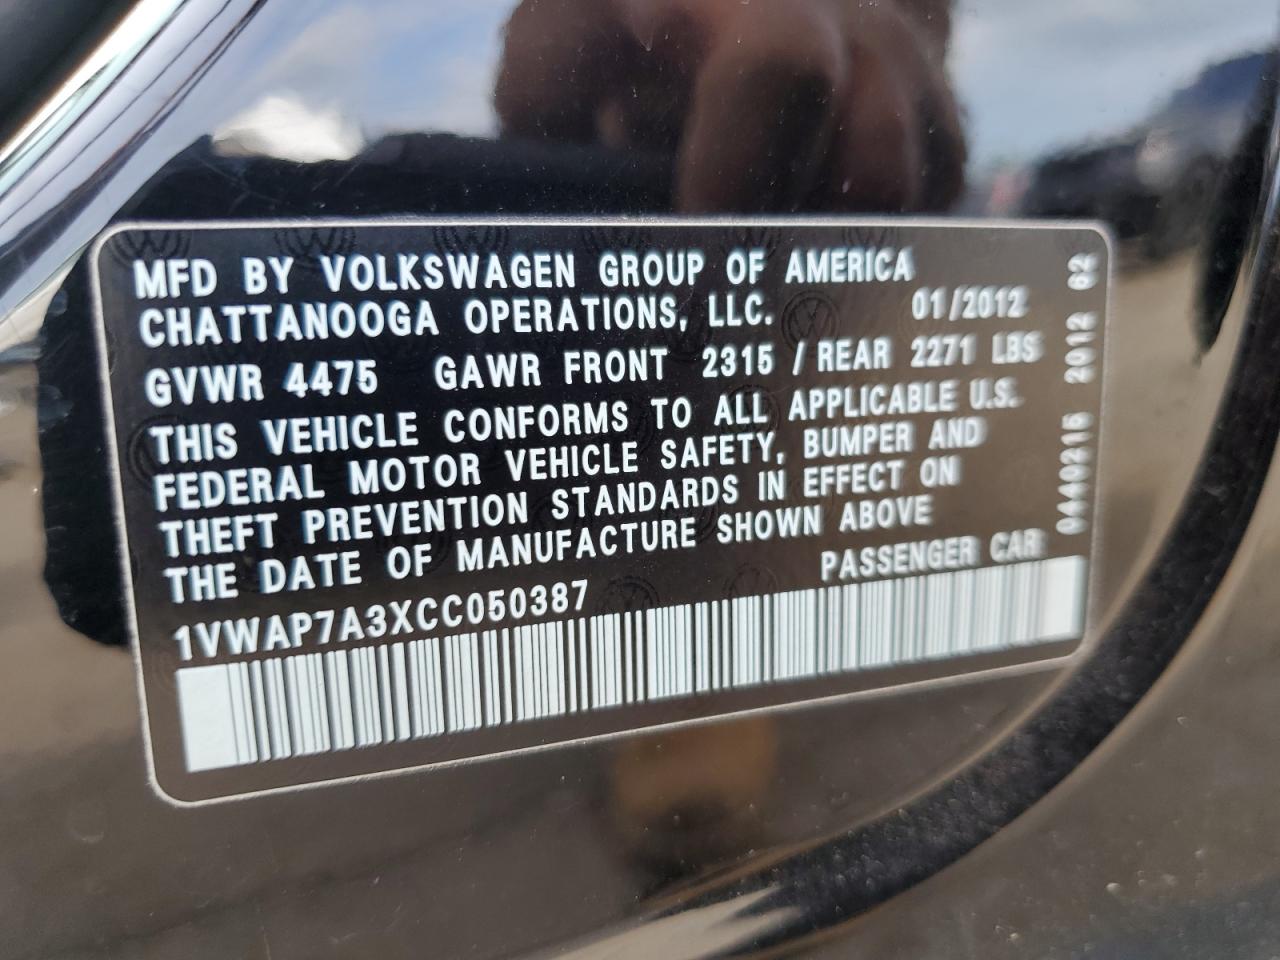 MFD BY VOLKSWAGEN GROUP OF AMERICA
CHATTANOOGA OPERATIONS, LLC. 01/2012
GVWR 4475 GAWR FRONT 2315 / REAR 2271 LBS
THIS VEHICLE CONFORMS TO ALL APPLICABLE U.S.
FEDERAL MOTOR VEHICLE SAFETY, BUMPER AND
THEFT PREVENTION STANDARDS IN EFFECT ON
THE DATE OF MANUFACTURE SHOWN ABOVE
1VWAP7A3XCC050387 PASSENGER CAR
0440216 2012 62